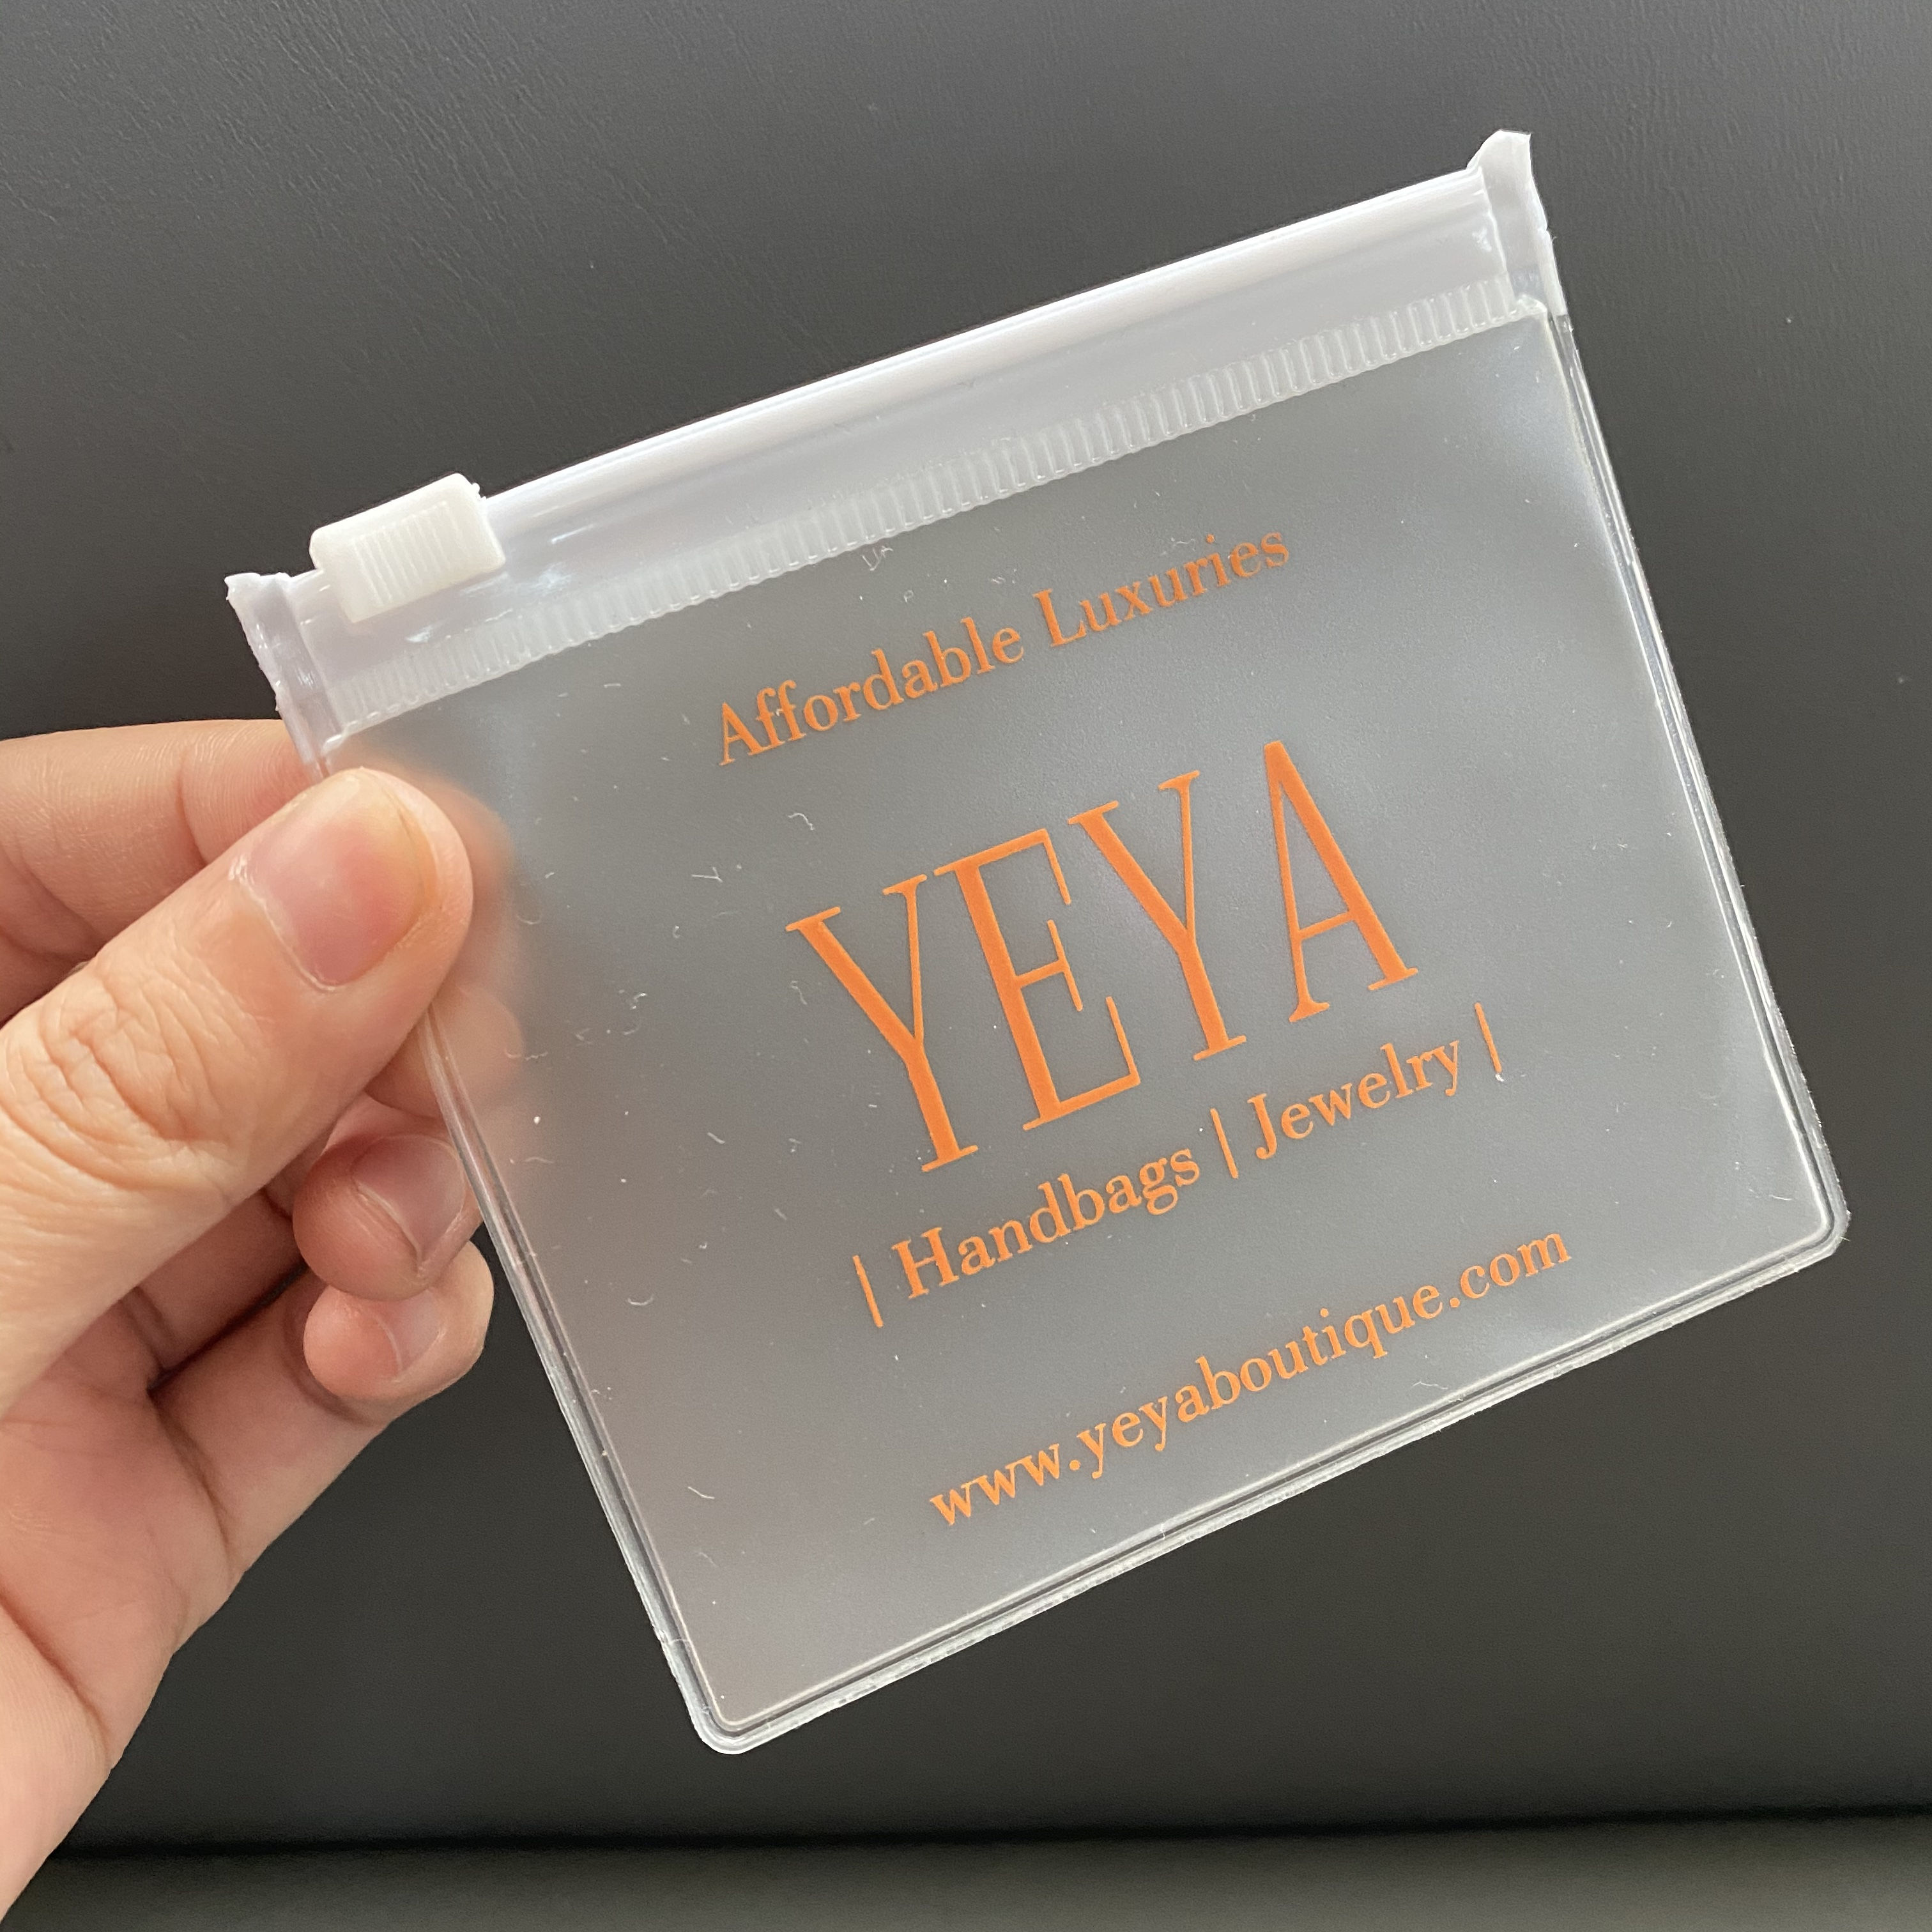 Affordable Luxuries
YEYA
| Handbags | Jewelry |
www.yeyaboutique.com